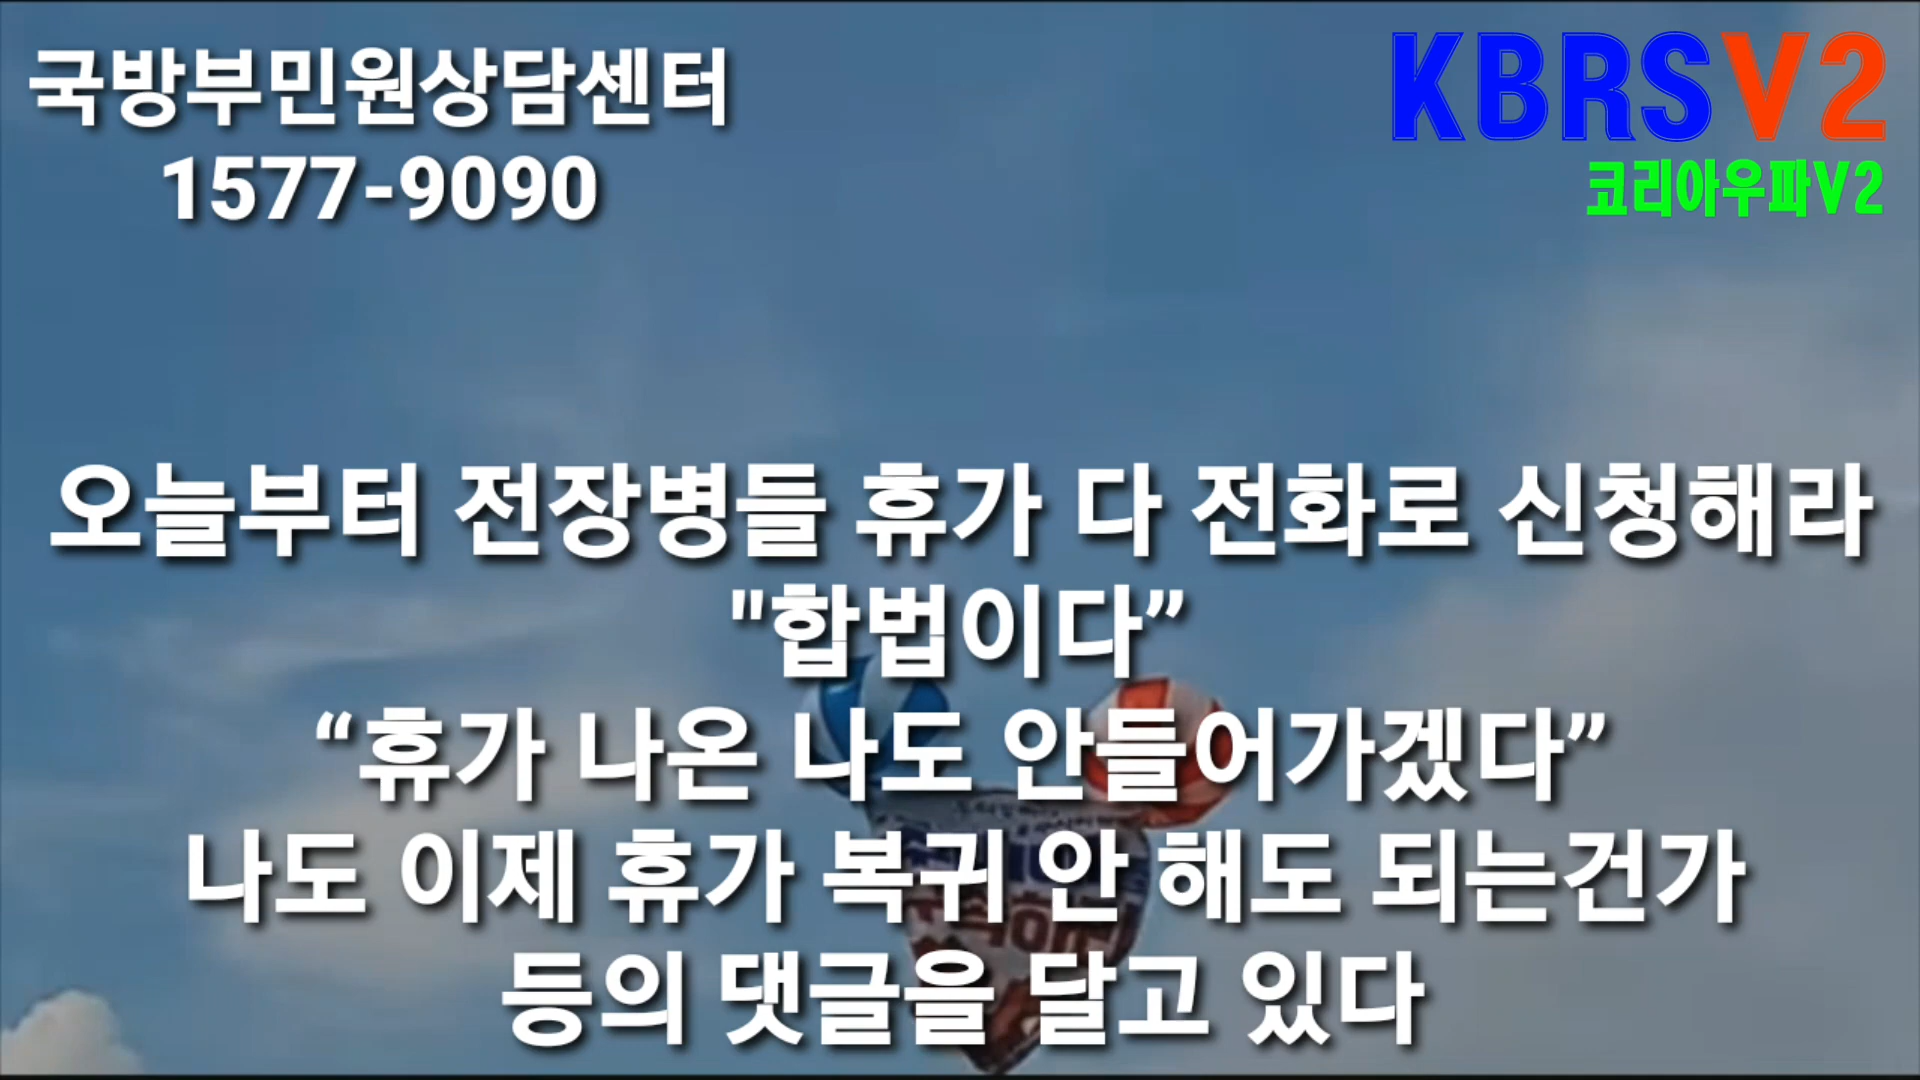 국방부민원상담센터
1577-9090
KBRSV2
코리아우파V2
오늘부터 전장병들 휴가 다 전화로 신청해라
"합법이다”
“휴가 나온 나도 안들어가겠다”
나도 이제 휴가 복귀 안 해도 되는건가
등의 댓글을 달고 있다